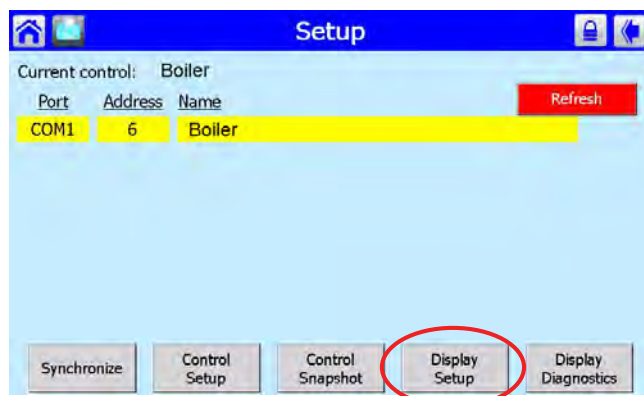 Setup
Current control: Boiler
Port Address Name
Refresh
COM1 6 Boiler
Synchronize
Control
Setup
Control
Snapshot
Display
Setup
Display
Diagnostics